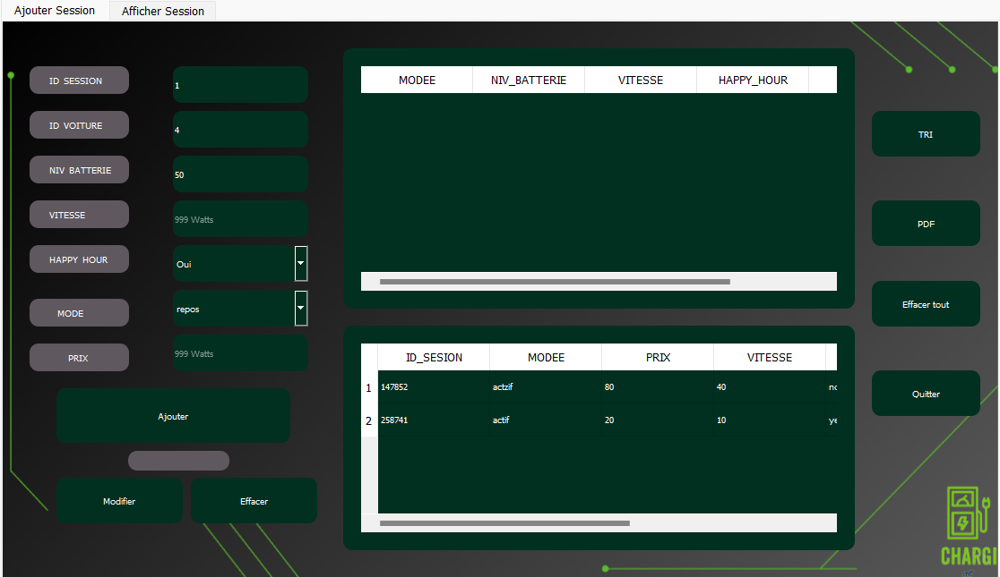 Ajouter Session
Afficher Session
ID SESSION
1
ID VOITURE
4
NIV BATTERIE
50
VITESSE
999 Watts
HAPPY HOUR
Oui
MODE
repos
PRIX
999 Watts
Ajouter
Modifier
Effacer
MODEE NIV_BATTERIE VITESSE HAPPY_HOUR
ID_SESION MODEE PRIX VITESSE
1 147852 actzif 80 40
2 258741 actif 20 10 ye
TRI
PDF
Effacer tout
Quitter
CHARGI